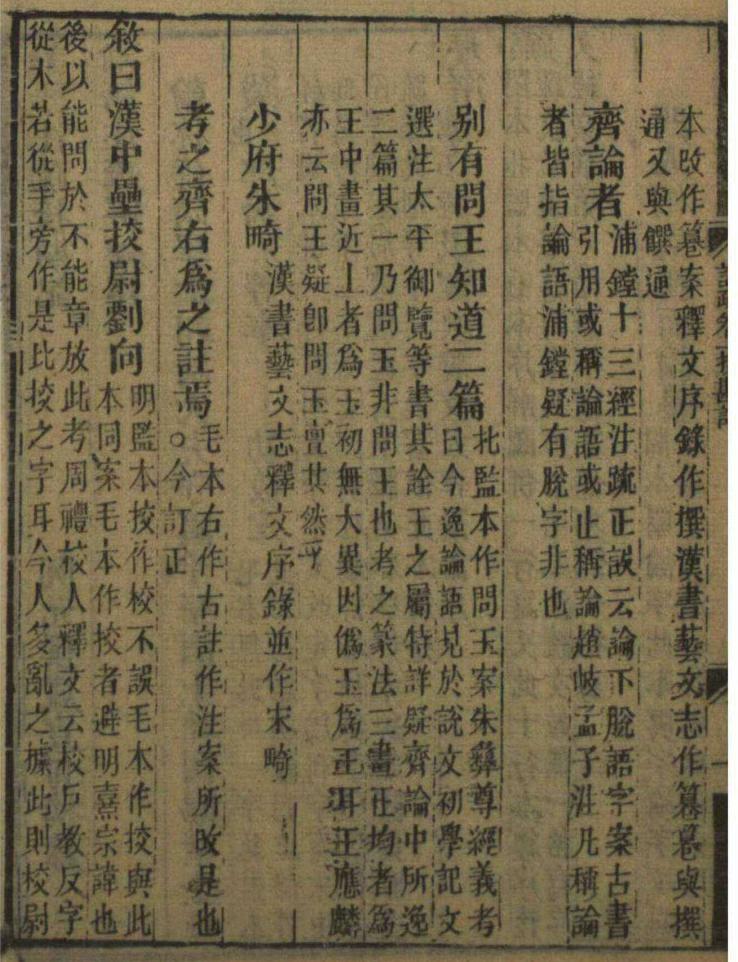 本改作篡案釋文序錄作撰漢書藝文志作篹篹與撰
通又與饌通
齊論者浦鏜十三經注疏正誤云論下脫語字案古書
引用或稱論語或止稱論趙岐孟子注凡稱論
者皆指論語浦鏜疑有脫字非也
别有問王知道二篇北監本作問玉案朱彝尊經義考
曰今逸論語見於說文初學記文
選注太平御覽等書其詮玉之屬特詳疑齊論中所逸
二篇其一乃問玉非問王也考之篆法三畫正均者爲
王中畫近上者爲玉初無大異因僞玉爲王耳王應麟
亦云問王疑卽問玉亶其然乎
少府朱畸漢書藝文志釋文序錄並作宋畸
考之齊右爲之註焉毛本右作古註作注案所改是也
○今訂正
敘曰漢中壘挍尉劉向明監本挍作校不誤毛本作挍與此
本同案毛本作挍者避明熹宗諱也
後以能問於不能章放此考周禮校人釋文云校戶教反字
從木若從手旁作是比挍之字耳今人多亂之據此則校尉